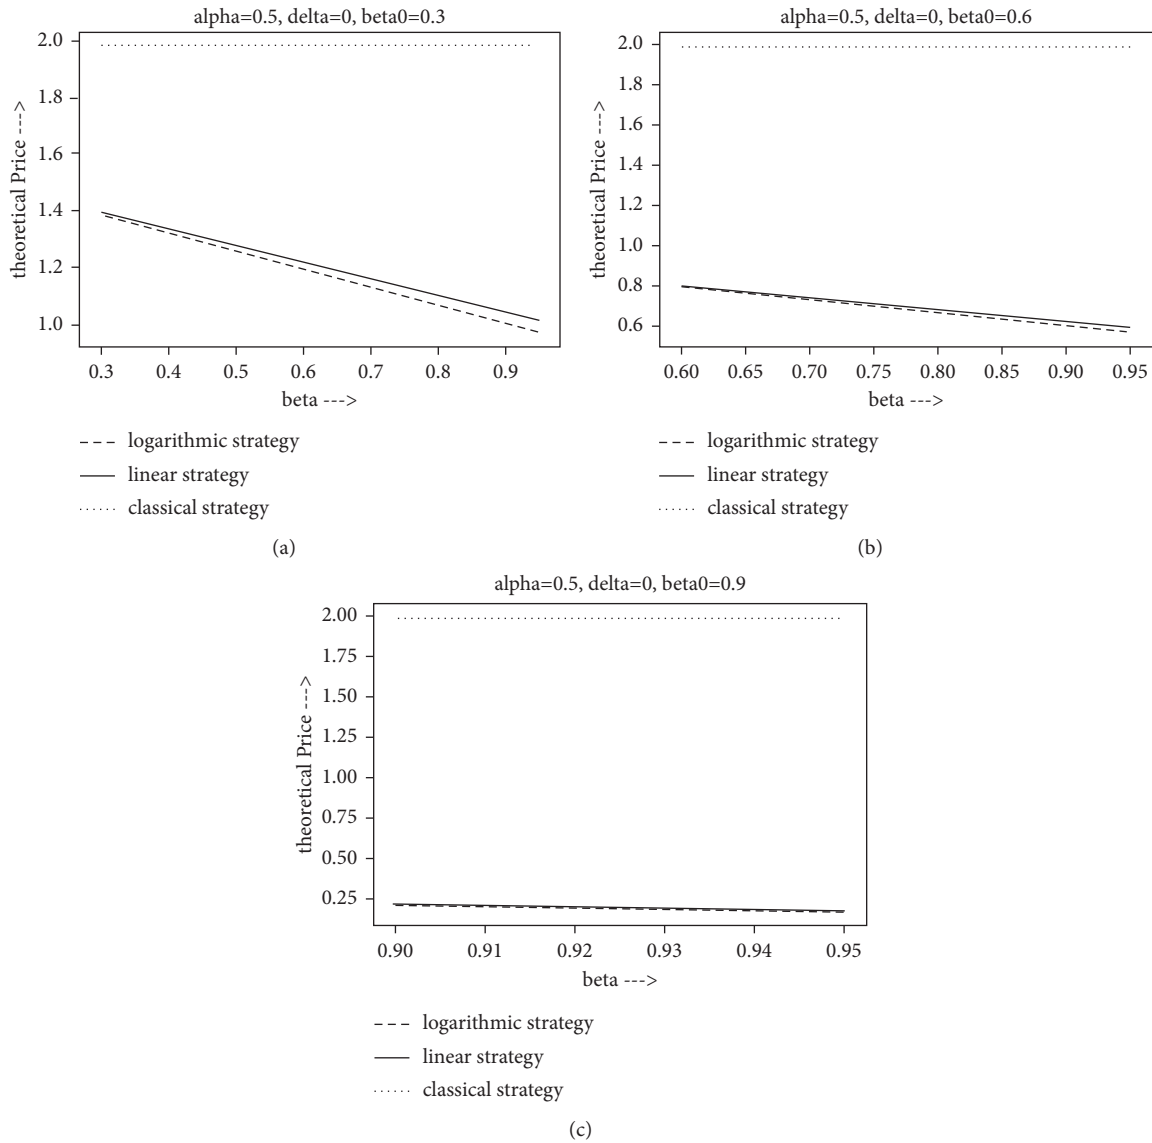 alpha=0.5, delta=0, beta0=0.3
2.0
1.8
1.6
1.4
1.2
1.0
theoretical Price --->
0.3 0.4 0.5 0.6 0.7 0.8 0.9
beta --->
logarithmic strategy
linear strategy
classical strategy
(a)
alpha=0.5, delta=0, beta0=0.6
2.0
1.8
1.6
1.4
1.2
1.0
0.8
0.6
theoretical Price --->
0.60 0.65 0.70 0.75 0.80 0.85 0.90 0.95
beta --->
logarithmic strategy
linear strategy
classical strategy
(b)
alpha=0.5, delta=0, beta0=0.9
2.00
1.75
1.50
1.25
1.00
0.75
0.50
0.25
theoretical Price --->
0.90 0.91 0.92 0.93 0.94 0.95
beta --->
logarithmic strategy
linear strategy
classical strategy
(c)